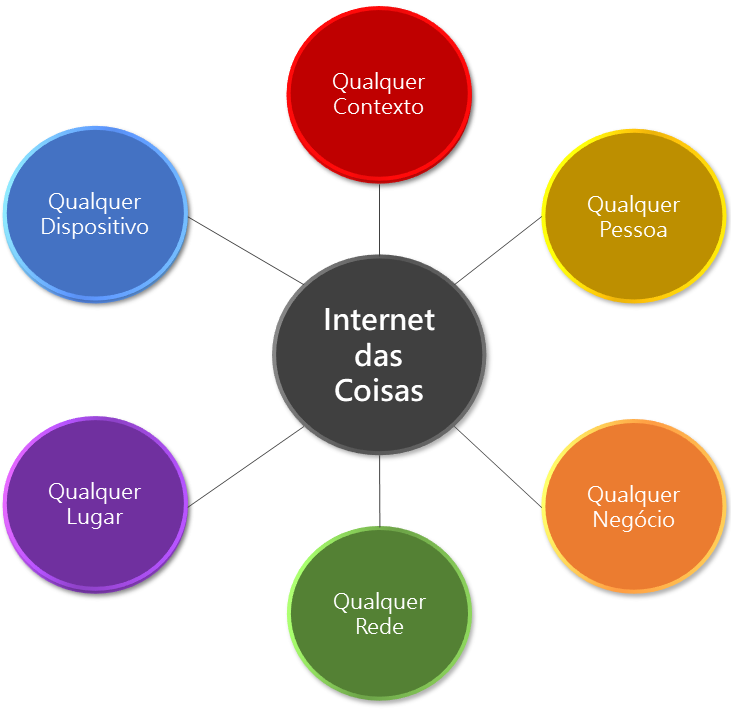 Qualquer
Contexto
Qualquer
Dispositivo
Qualquer
Pessoa
Internet
das
Coisas
Qualquer
Lugar
Qualquer
Negócio
Qualquer
Rede